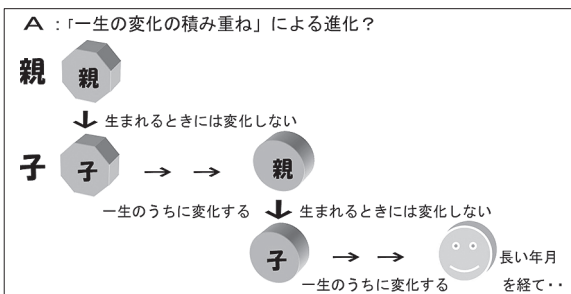 A：「一生の変化の積み重ね」による進化？
親 親
↓ 生まれるときには変化しない
子 子 → → 親
一生のうちに変化する ↓ 生まれるときには変化しない
子 → → 長い年月
一生のうちに変化する を経て・・